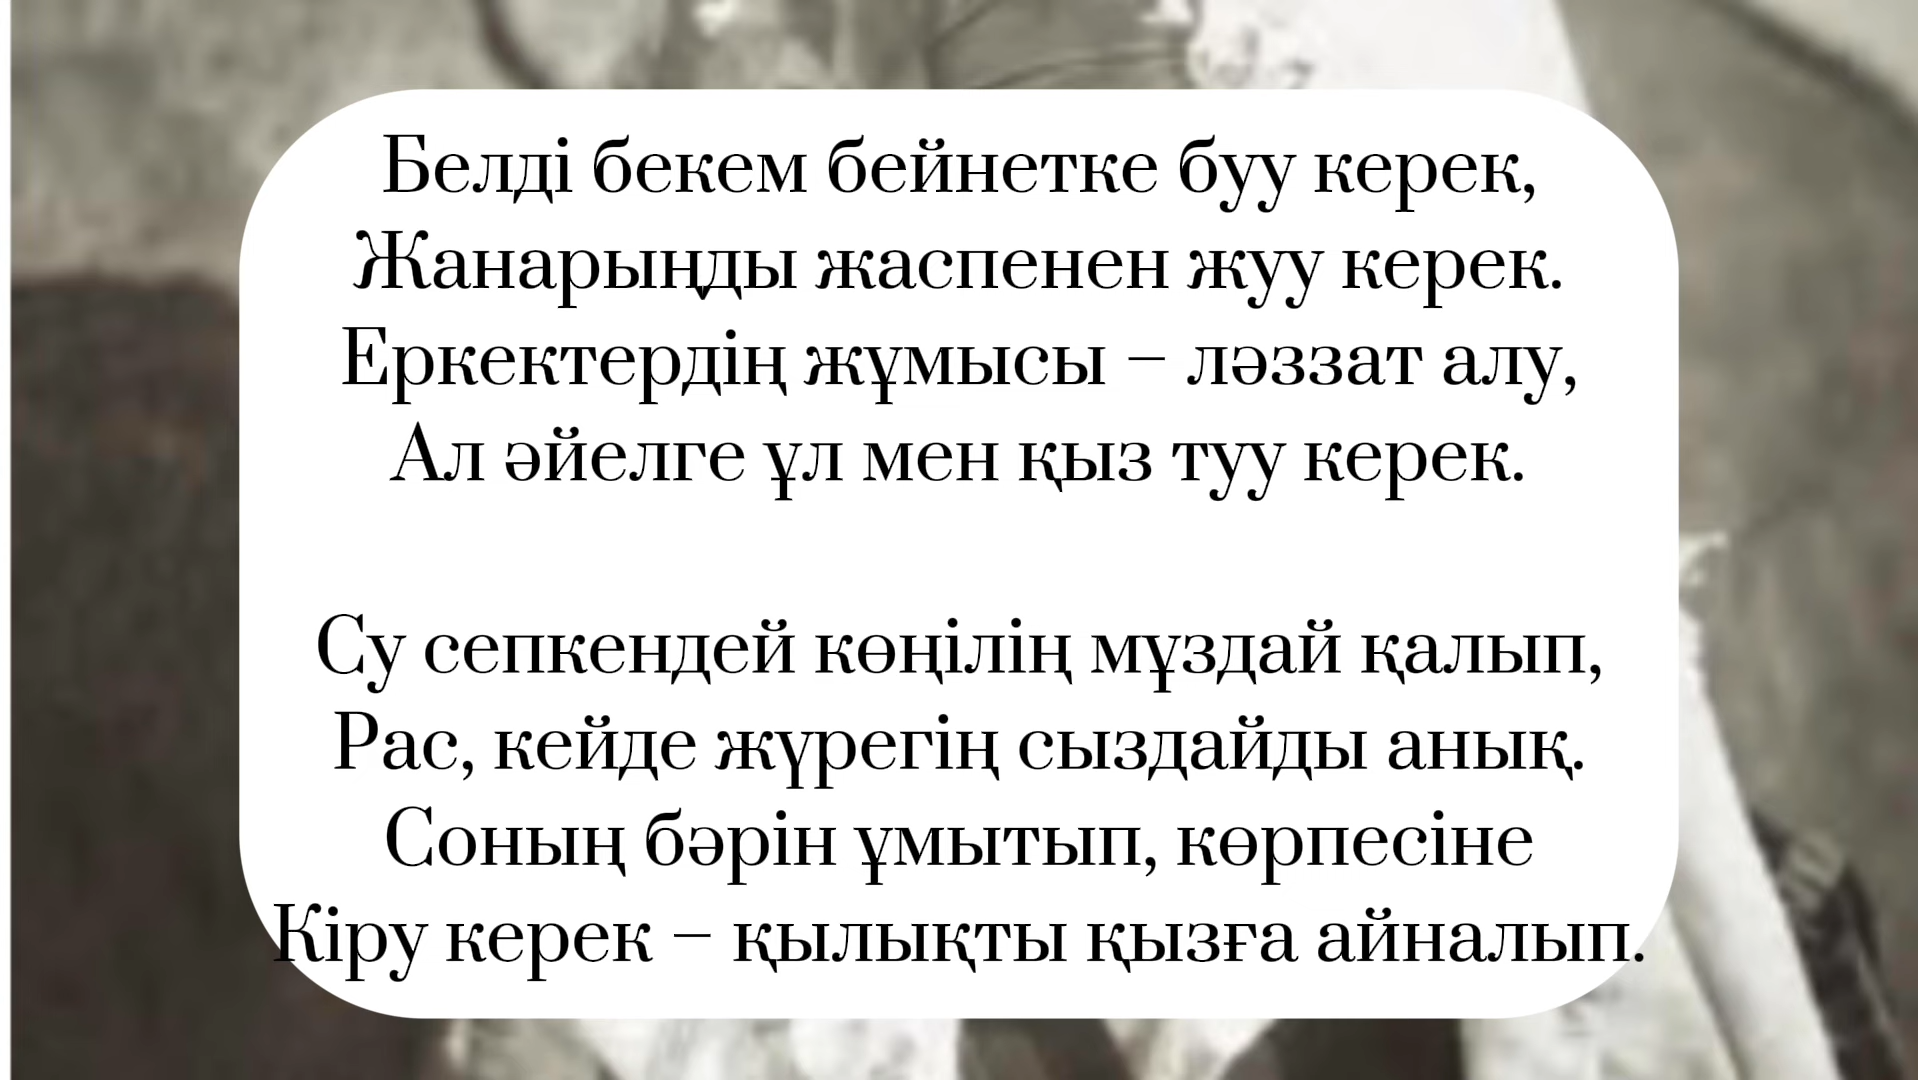 Белді бекем бейнетке буу керек,
Жанарыңды жаспенен жуу керек.
Еркектердің жұмысы – ләззат алу,
Ал әйелге ұл мен қыз туу керек.
Су сепкендей көңілің мұздай қалып,
Рас, кейде жүрегің сыздайды анық.
Соның бәрін ұмытып, көрпесіне
Кіру керек – қылықты қызға айналып.